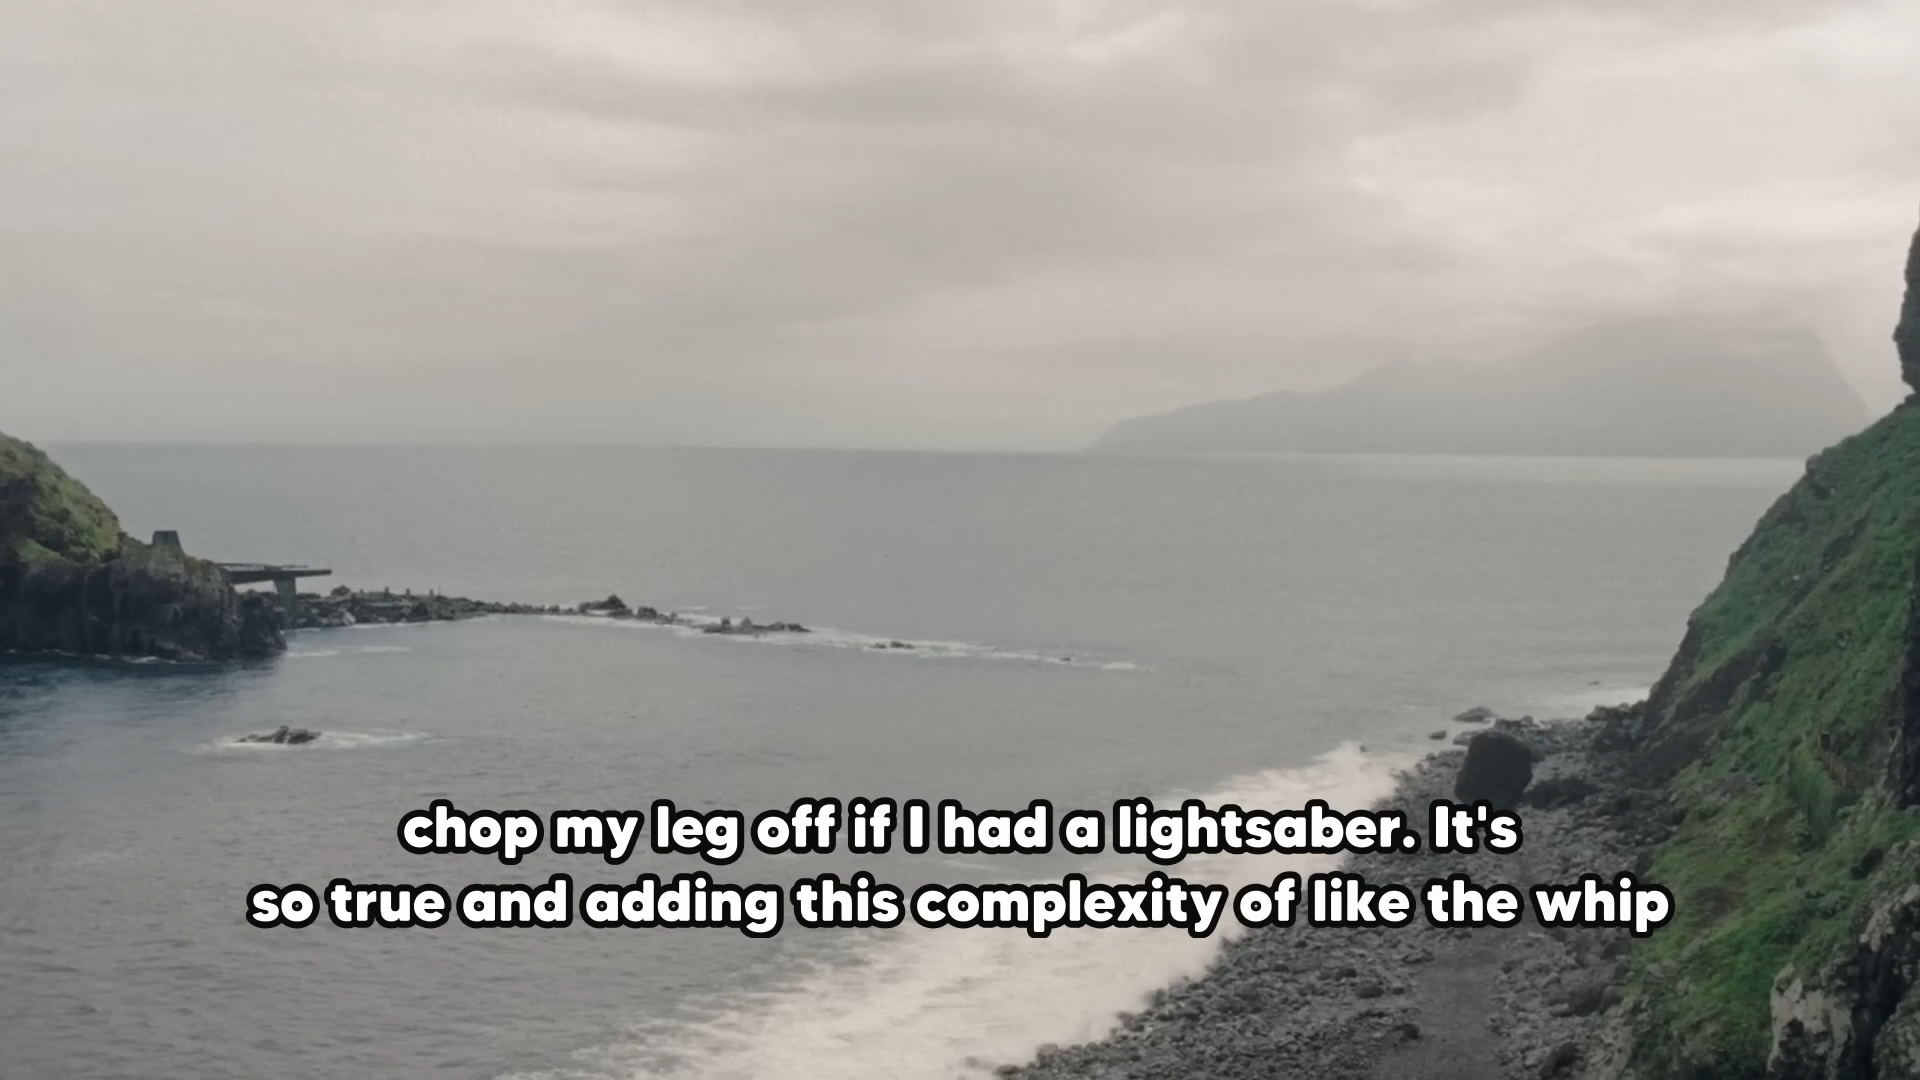 chop my leg off if I had a lightsaber. It's
so true and adding this complexity of like the whip